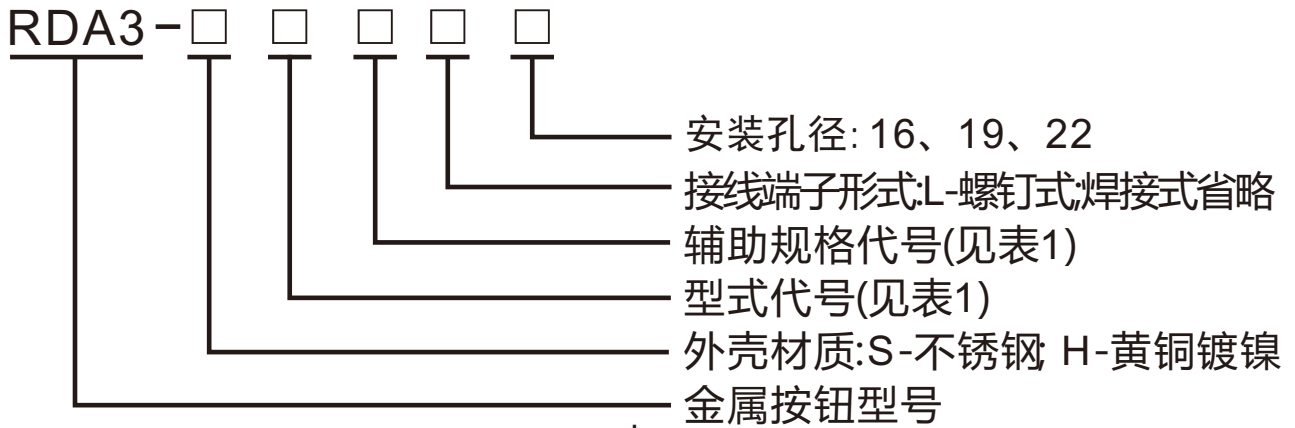 RDA3-□ □ □ □ □
安装孔径: 16、19、22
接线端子形式:L-螺钉式;焊接式省略
辅助规格代号(见表1)
型式代号(见表1)
外壳材质:S-不锈钢; H-黄铜镀镍
金属按钮型号